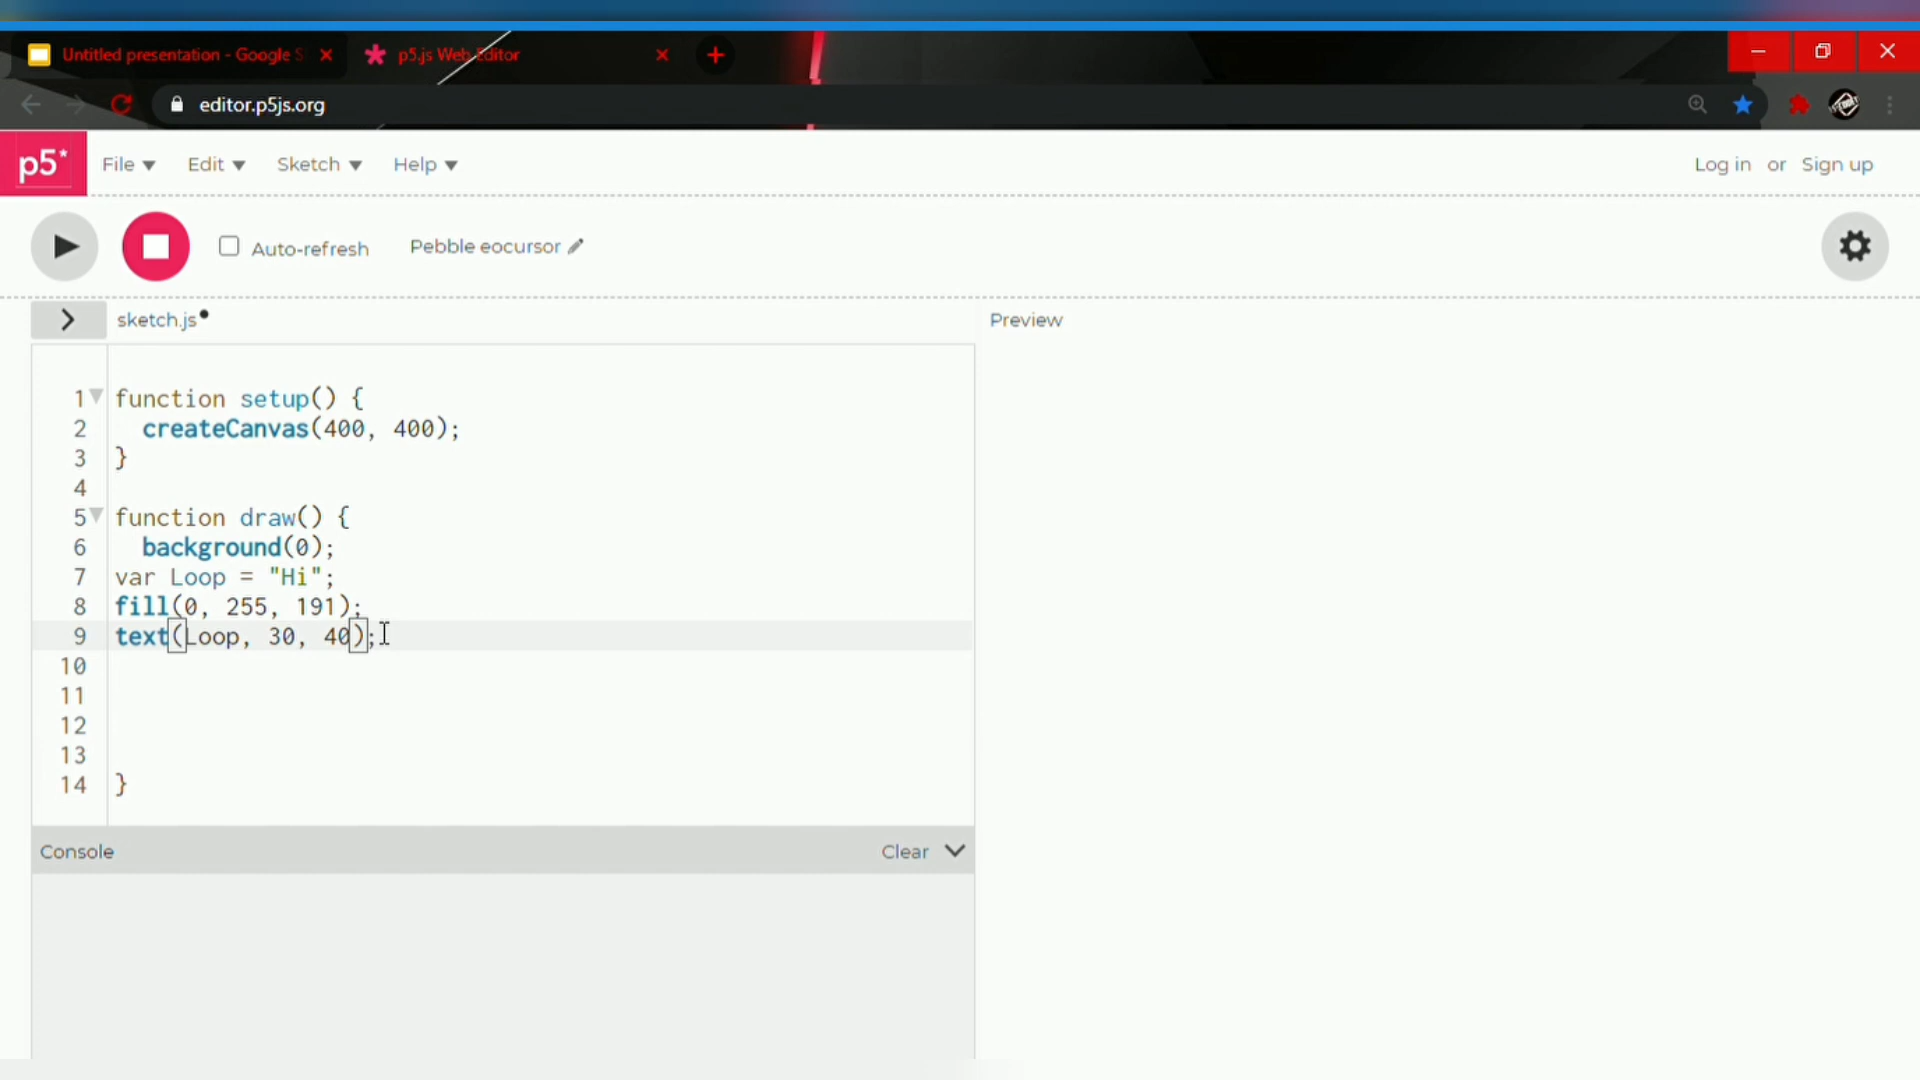 Untitled presentation - Google S
p5.js Web Editor
editor.p5js.org
p5*
File
Edit
Sketch
Help
Log in or Sign up
Auto-refresh
Pebble eocursor
sketch.js
Preview
1 function setup() {
2 createCanvas(400, 400);
3 }
4
5 function draw() {
6 background(0);
7 var Loop = "Hi";
8 fill(0, 255, 191);
9 text(Loop, 30, 40);
10
11
12
13
14 }
Console
Clear